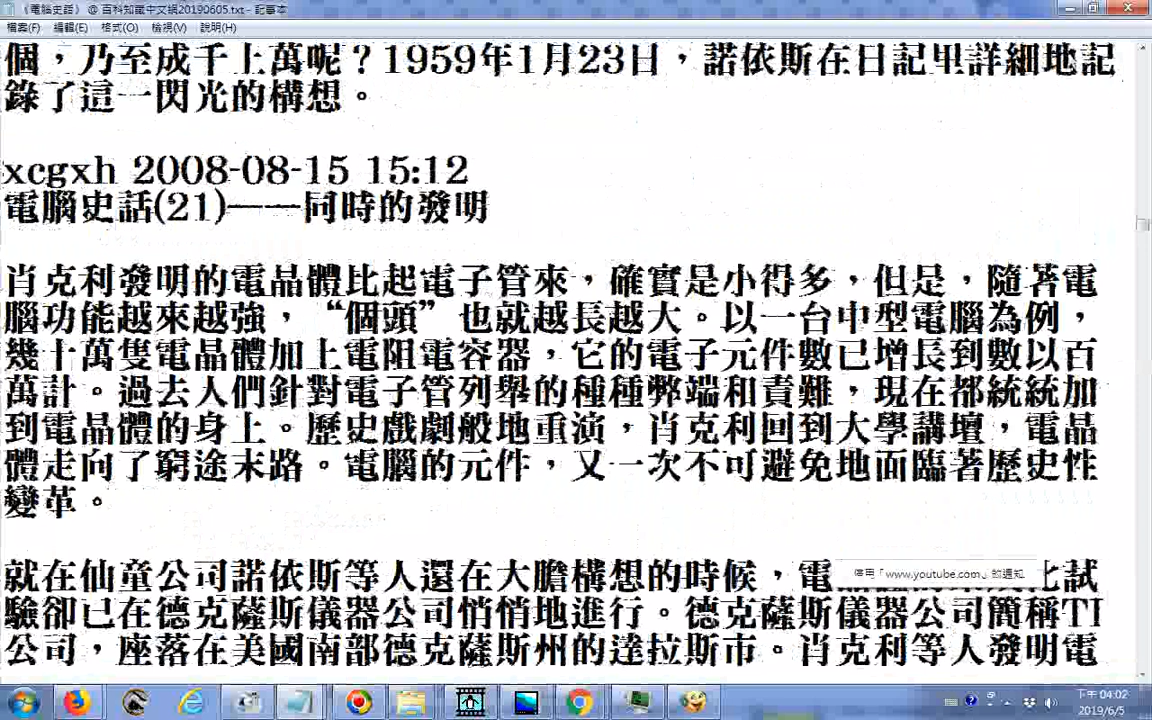 《電腦史話》 @ 百科知識中文網20190605.txt - 記事本
檔案(F) 編輯(E) 格式(O) 檢視(V) 說明(H)
個，乃至成千上萬呢？1959年1月23日，諾依斯在日記里詳細地記
錄了這一閃光的構想。
xcgxh 2008-08-15 15:12
電腦史話(21)——同時的發明
肖克利發明的電晶體比起電子管來，確實是小得多，但是，隨著電
腦功能越來越強，“個頭”也就越長越大。以一台中型電腦為例，
幾十萬隻電晶體加上電阻電容器，它的電子元件數已增長到數以百
萬計。過去人們針對電子管列舉的種種弊端和責難，現在都統統加
到電晶體的身上。歷史戲劇般地重演，肖克利回到大學講壇，電晶
體走向了窮途末路。電腦的元件，又一次不可避免地面臨著歷史性
變革。
就在仙童公司諾依斯等人還在大膽構想的時候，電
試
停用「www.youtube.com」的通知
驗卻已在德克薩斯儀器公司悄悄地進行。德克薩斯儀器公司簡稱TI
公司，座落在美國南部德克薩斯州的達拉斯市。肖克利等人發明電
下午 04:02
2019/6/5